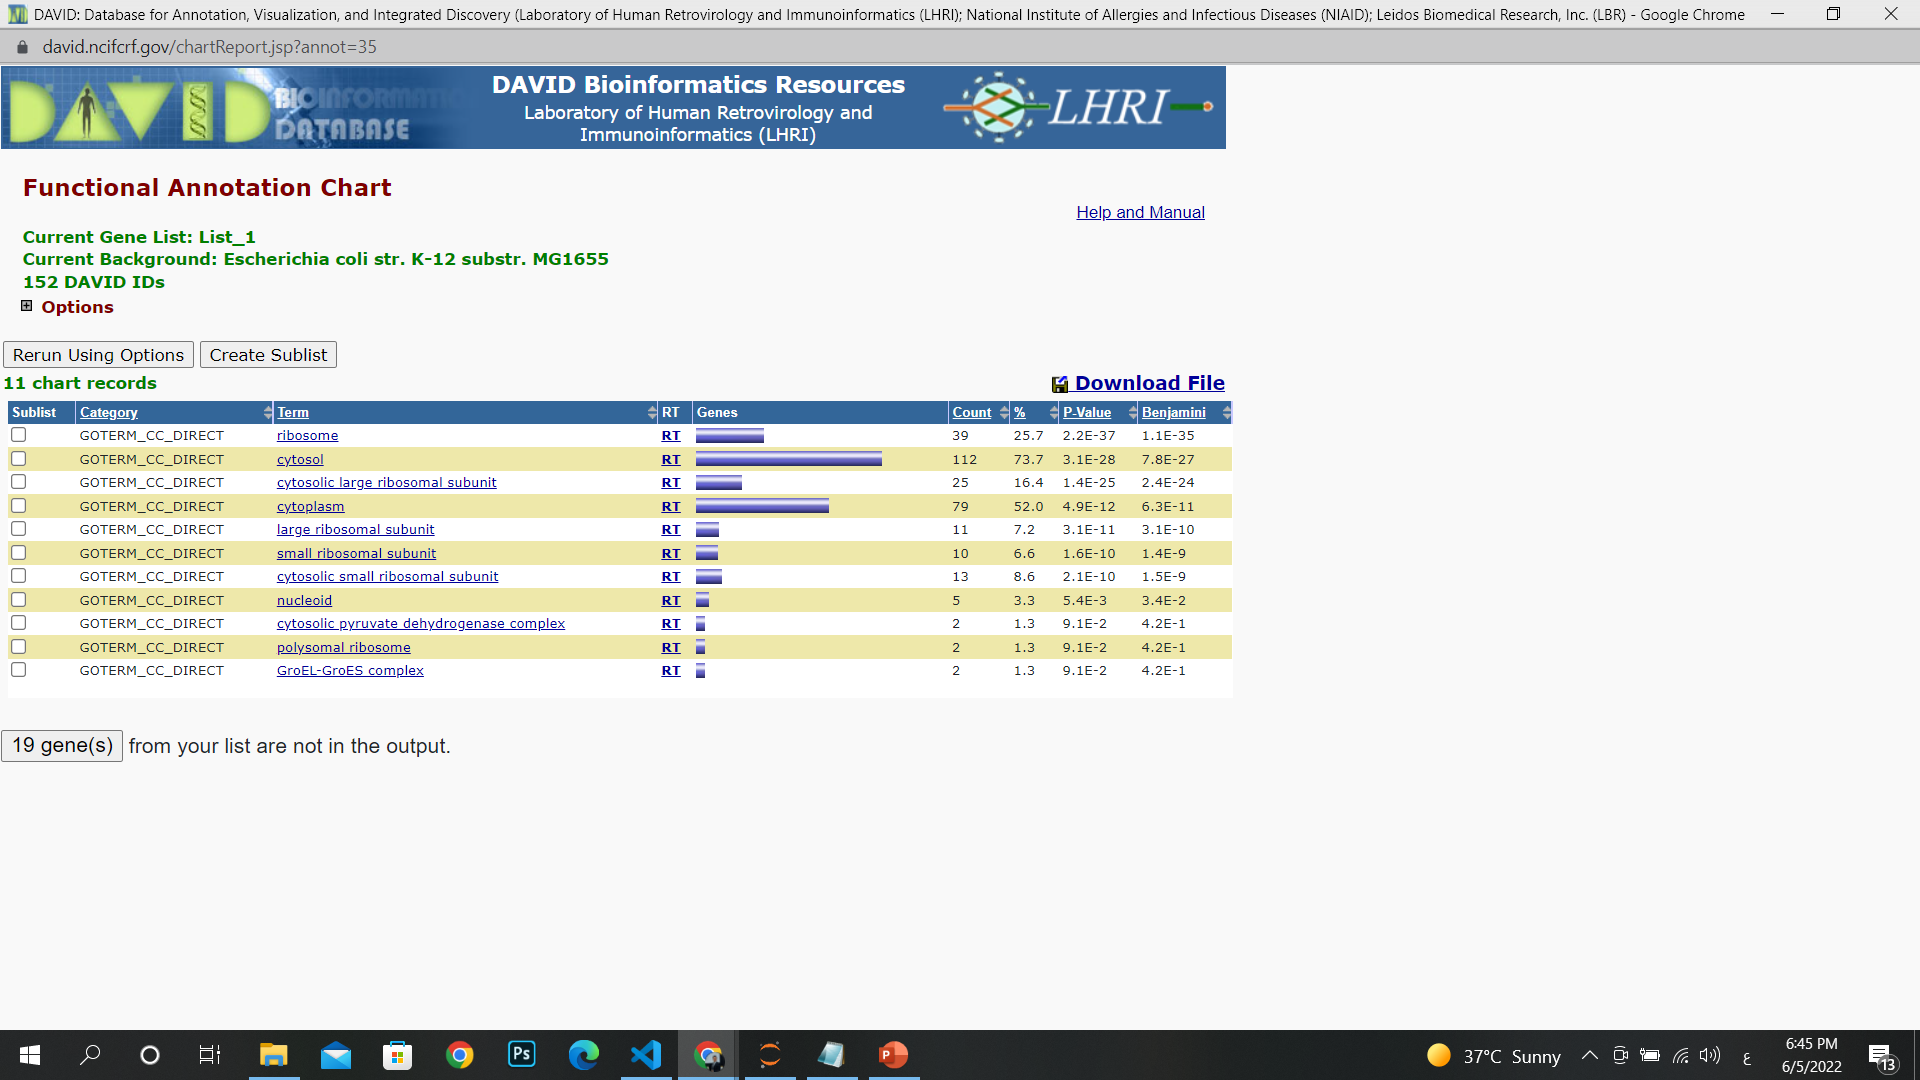 DAVID: Database for Annotation, Visualization, and Integrated Discovery (Laboratory of Human Retrovirology and Immunoinformatics (LHRI); National Institute of Allergies and Infectious Diseases (NIAID); Leidos Biomedical Research, Inc. (LBR) - Google Chrome
david.ncifcrf.gov/chartReport.jsp?annot=35
DAVID BIOINFORMATICS DATABASE
DAVID Bioinformatics Resources
Laboratory of Human Retrovirology and
Immunoinformatics (LHRI)
LHRI
Functional Annotation Chart
Help and Manual
Current Gene List: List_1
Current Background: Escherichia coli str. K-12 substr. MG1655
152 DAVID IDs
Options
Rerun Using Options Create Sublist
11 chart records Download File
Sublist Category Term RT Genes Count % P-Value Benjamini
GOTERM_CC_DIRECT ribosome RT 39 25.7 2.2E-37 1.1E-35
GOTERM_CC_DIRECT cytosol RT 112 73.7 3.1E-28 7.8E-27
GOTERM_CC_DIRECT cytosolic large ribosomal subunit RT 25 16.4 1.4E-25 2.4E-24
GOTERM_CC_DIRECT cytoplasm RT 79 52.0 4.9E-12 6.3E-11
GOTERM_CC_DIRECT large ribosomal subunit RT 11 7.2 3.1E-11 3.1E-10
GOTERM_CC_DIRECT small ribosomal subunit RT 10 6.6 1.6E-10 1.4E-9
GOTERM_CC_DIRECT cytosolic small ribosomal subunit RT 13 8.6 2.1E-10 1.5E-9
GOTERM_CC_DIRECT nucleoid RT 5 3.3 5.4E-3 3.4E-2
GOTERM_CC_DIRECT cytosolic pyruvate dehydrogenase complex RT 2 1.3 9.1E-2 4.2E-1
GOTERM_CC_DIRECT polysomal ribosome RT 2 1.3 9.1E-2 4.2E-1
GOTERM_CC_DIRECT GroEL-GroES complex RT 2 1.3 9.1E-2 4.2E-1
19 gene(s) from your list are not in the output.
Ps
P
37°C Sunny
ع
6:45 PM
6/5/2022
13